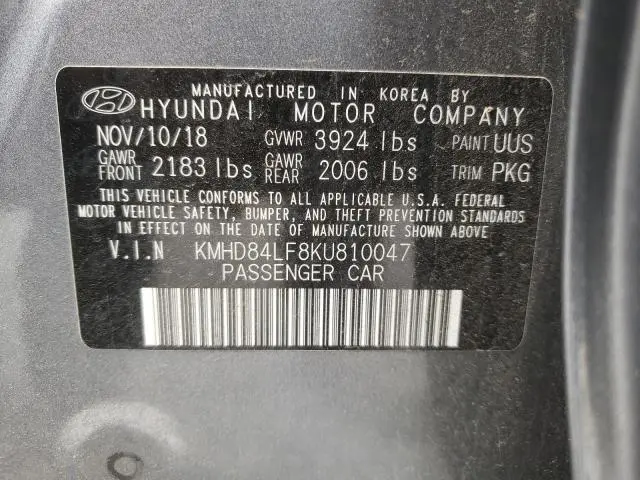 MANUFACTURED IN KOREA BY
HYUNDAI MOTOR COMPANY
NOV/10/18 GVWR 3924 lbs PAINT UUS
GAWR FRONT 2183 lbs GAWR REAR 2006 lbs TRIM PKG
THIS VEHICLE CONFORMS TO ALL APPLICABLE U.S.A. FEDERAL
MOTOR VEHICLE SAFETY, BUMPER, AND THEFT PREVENTION STANDARDS
IN EFFECT ON THE DATE OF MANUFACTURE SHOWN ABOVE.
V.I.N KMHD84LF8KU810047
PASSENGER CAR